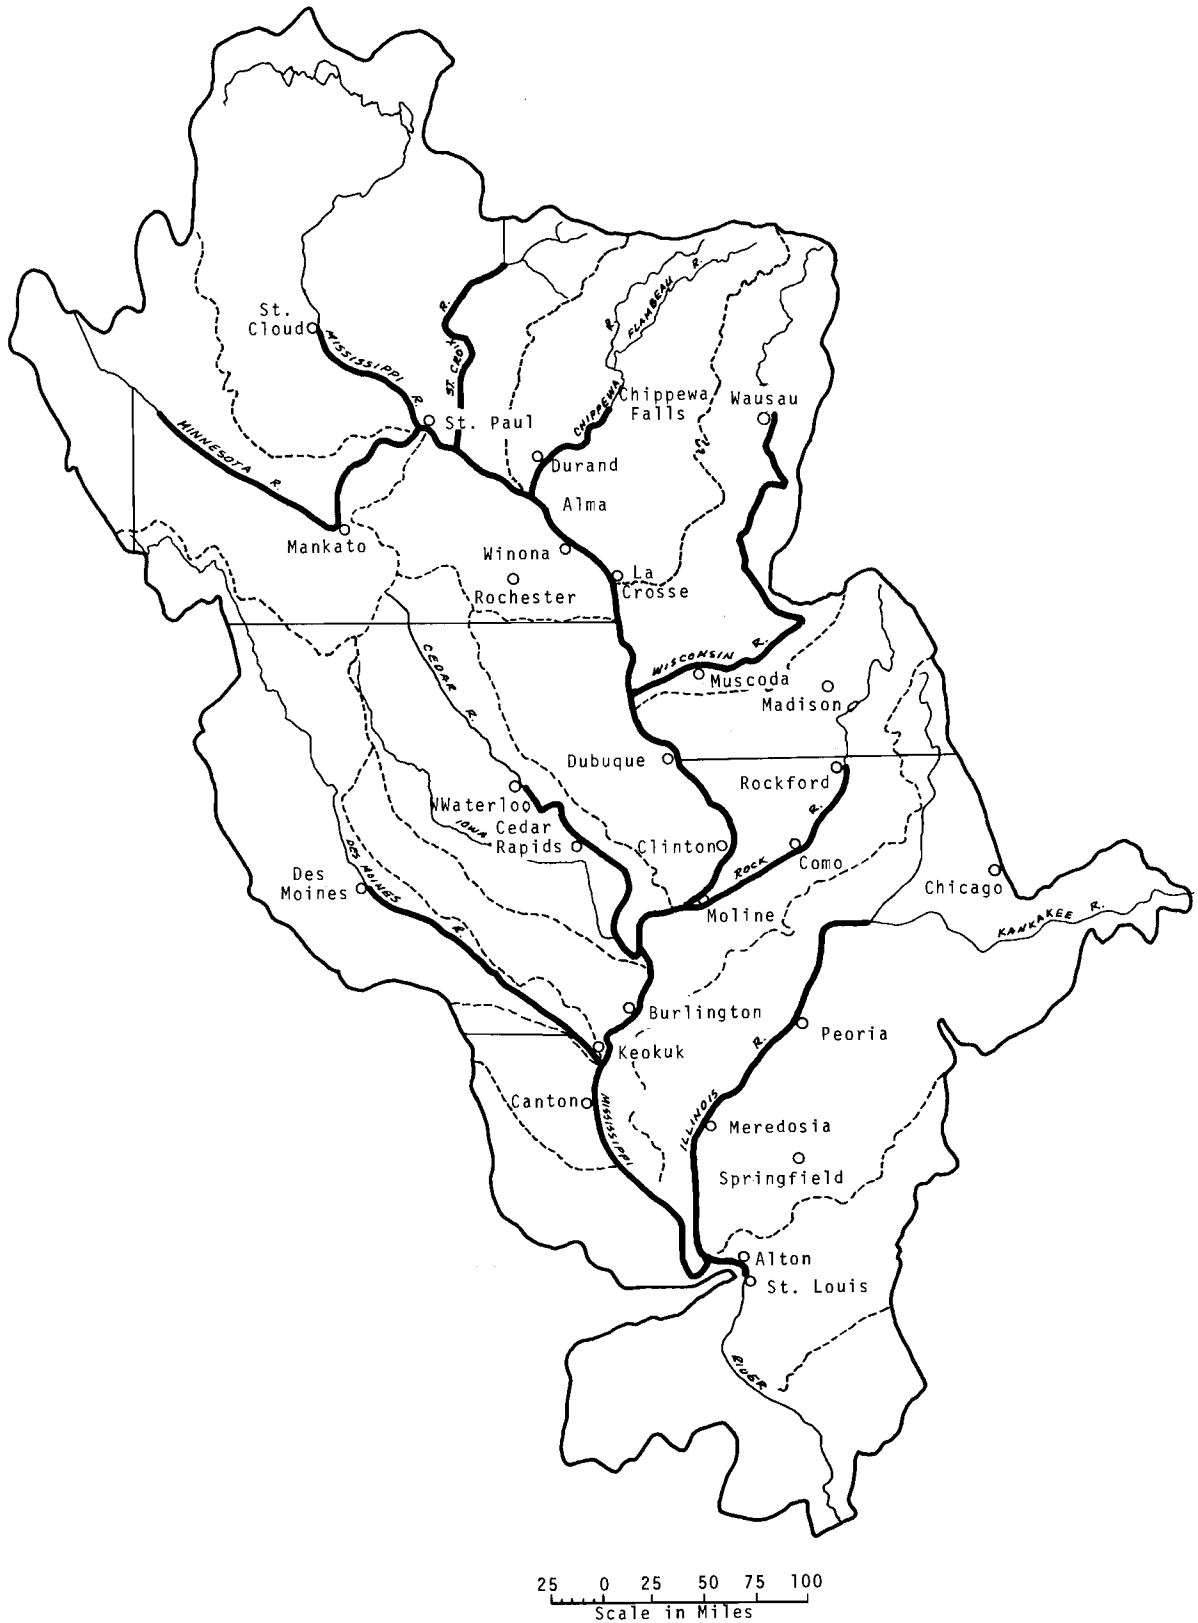 St.
Cloud
MISSISSIPPI
R.
ST. CROIX
R.
R.
FLAMBEAU
R.
CHIPPEWA
Chippewa
Falls
Wausau
St. Paul
MINNESOTA
R.
Durand
Alma
Mankato
Winona
Rochester
La
Crosse
CEDAR
R.
WISCONSIN
R.
Muscoda
Madison
Dubuque
Rockford
WWaterloo
IOWA
Cedar
Rapids
Clinton
ROCK
R.
Como
Des
Moines
DES MOINES
R.
Moline
Chicago
KANKAKEE R.
Burlington
Keokuk
Peoria
R.
ILLINOIS
Canton
MISSISSIPPI
Meredosia
Springfield
Alton
St. Louis
RIVER
25 0 25 50 75 100
Scale in Miles